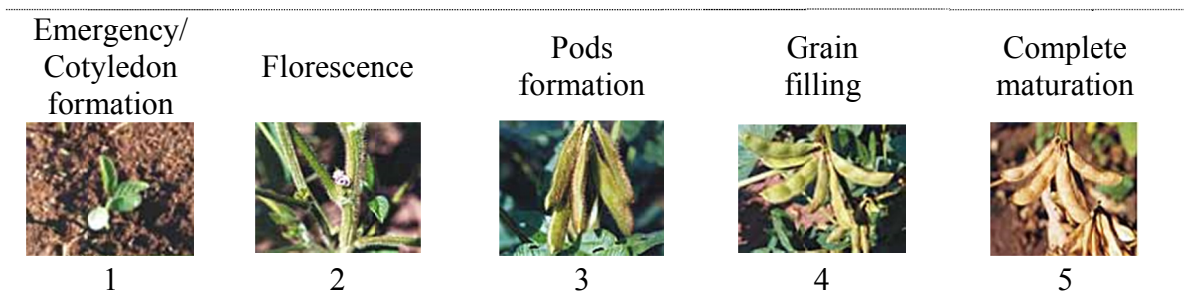 Emergency/
Cotyledon
formation
Florescence
Pods
formation
Grain
filling
Complete
maturation
1
2
3
4
5